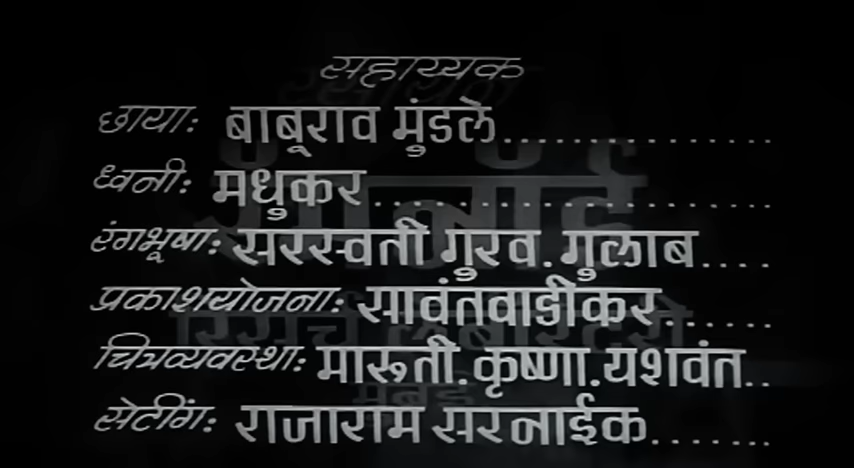 सहाय्यक
छाया: बाबूराव मुंडले..............
ध्वनी: मधुकर.....................
रंगभूषा: सरस्वती गुरव. गुलाब....
प्रकाशयोजना: सावंतवाडीकर......
चित्रव्यवस्था: मारूती. कृष्णा. यशवंत..
सेटींग: राजाराम सरनाईक.......